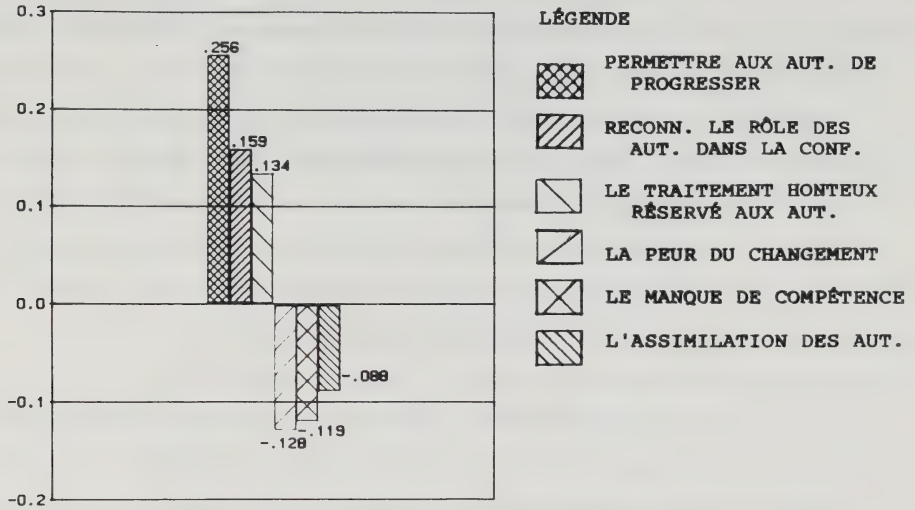 0.3
0.2
0.1
0.0
-0.1
-0.2
.256
.159
.134
-.128
-.119
-.088
LÉGENDE
PERMETTRE AUX AUT. DE
PROGRESSER
RECONN. LE RÔLE DES
AUT. DANS LA CONF.
LE TRAITEMENT HONTEUX
RÊSERVÉ AUX AUT.
LA PEUR DU CHANGEMENT
LE MANQUE DE COMPÊTENCE
L'ASSIMILATION DES AUT.